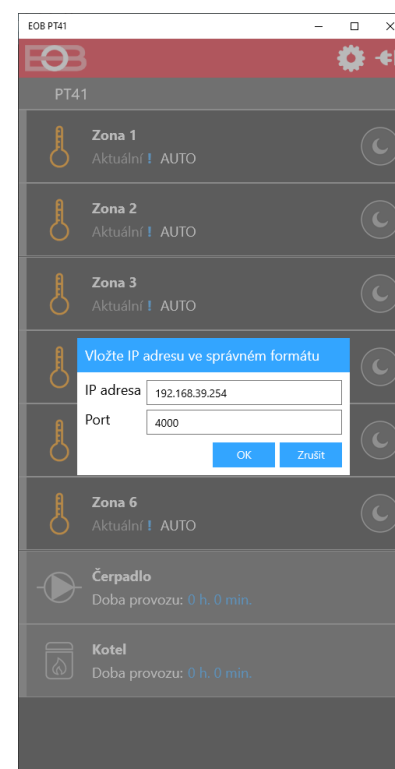 EOB PT41
EOB
PT41
Zona 1
Aktuální ! AUTO
Zona 2
Aktuální ! AUTO
Zona 3
Aktuální ! AUTO
Vložte IP adresu ve správném formátu
IP adresa 192.168.39.254
Port 4000
OK Zrušit
Zona 6
Aktuální ! AUTO
Čerpadlo
Doba provozu: 0 h. 0 min.
Kotel
Doba provozu: 0 h. 0 min.